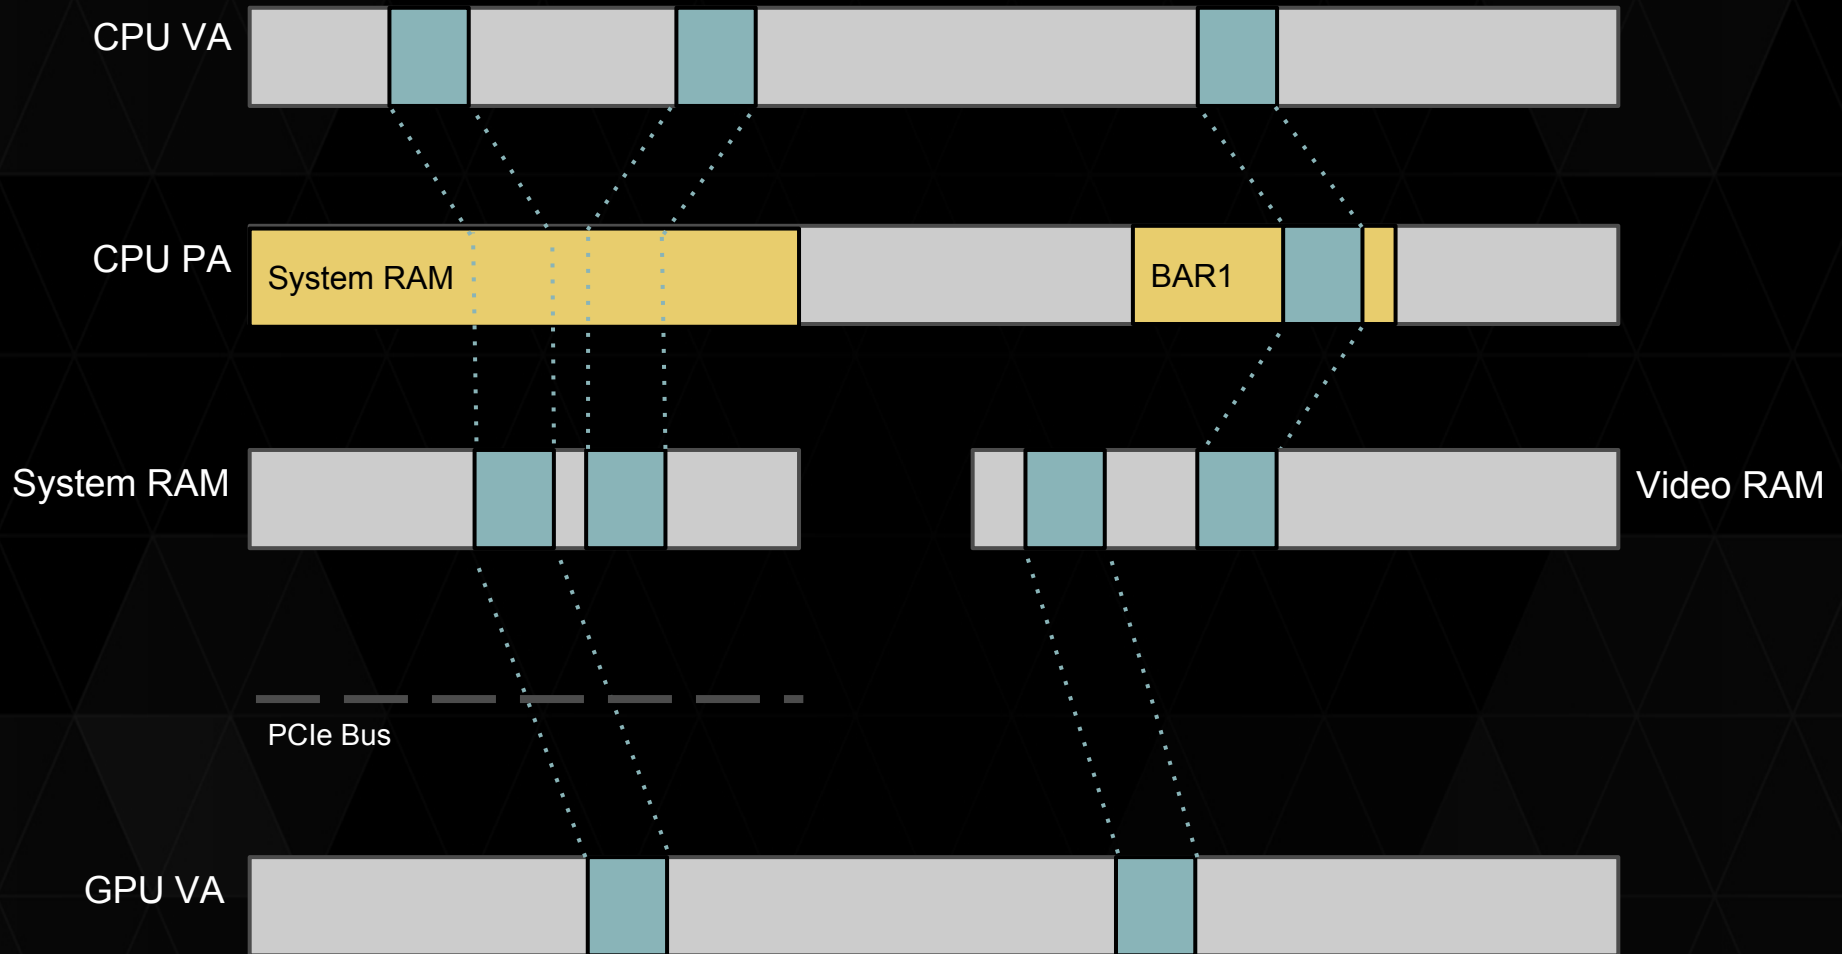 CPU VA
CPU PA
System RAM
BAR1
System RAM
Video RAM
PCIe Bus
GPU VA